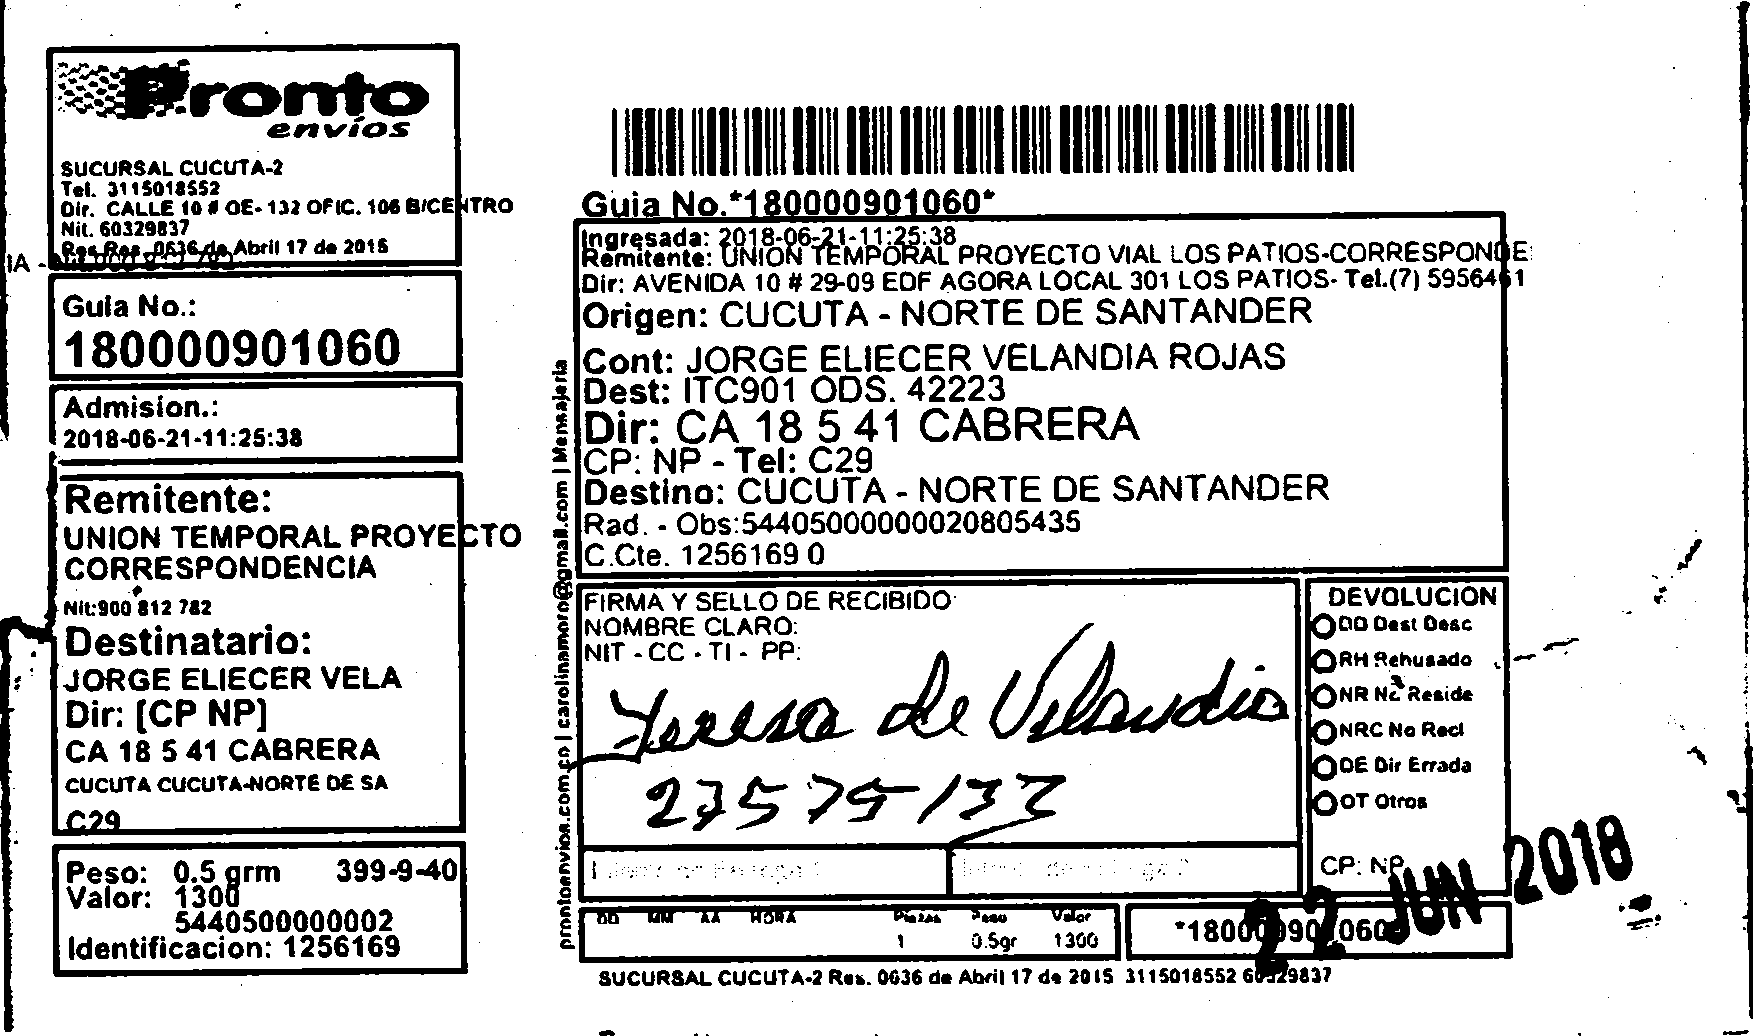 Pronto
envíos
SUCURSAL CUCUTA-2
Tel. 3115018552
Dir. CALLE 10 # OE-132 OFIC. 106 B/CENTRO
Nit. 60329837
Res Res. 0636 de Abril 17 de 2015
IA -
Guia No.:
180000901060
Admision.:
2018-06-21-11:25:38
Remitente:
UNION TEMPORAL PROYECTO
CORRESPONDENCIA
Nit:900 812 782
Destinatario:
JORGE ELIECER VELA
Dir: [CP NP]
CA 18 5 41 CABRERA
CUCUTA CUCUTA-NORTE DE SA
C29
Peso: 0.5 grm 399-9-40
Valor: 1300
5440500000002
Identificacion: 1256169
prontoenvios.com.co | carolinamoro@gmail.com | Mensajeria
Guia No.*180000901060*
Ingresada: 2018-06-21-11:25:38
Remitente: UNION TEMPORAL PROYECTO VIAL LOS PATIOS-CORRESPONDE
Dir: AVENIDA 10 # 29-09 EDF AGORA LOCAL 301 LOS PATIOS- Tel.(7) 5956461
Origen: CUCUTA - NORTE DE SANTANDER
Cont: JORGE ELIECER VELANDIA ROJAS
Dest: ITC901 ODS. 42223
Dir: CA 18 5 41 CABRERA
CP: NP - Tel: C29
Destino: CUCUTA - NORTE DE SANTANDER
Rad. - Obs:54405000000020805435
C.Cte. 1256169 0
FIRMA Y SELLO DE RECIBIDO
NOMBRE CLARO:
NIT - CC - TI - PP:
Teresa de Velandia
27575133
DEVOLUCION
DD Dest Desc
RH Rehusado
NR No Reside
NRC No Recl
DE Dir Errada
OT Otros
CP: NP
22 JUN 2018
DD MM AA HORA Piezas Peso Valor
1 0.5gr 1300
*180000901060
SUCURSAL CUCUTA-2 Res. 0636 de Abril 17 de 2015 3115018552 60329837